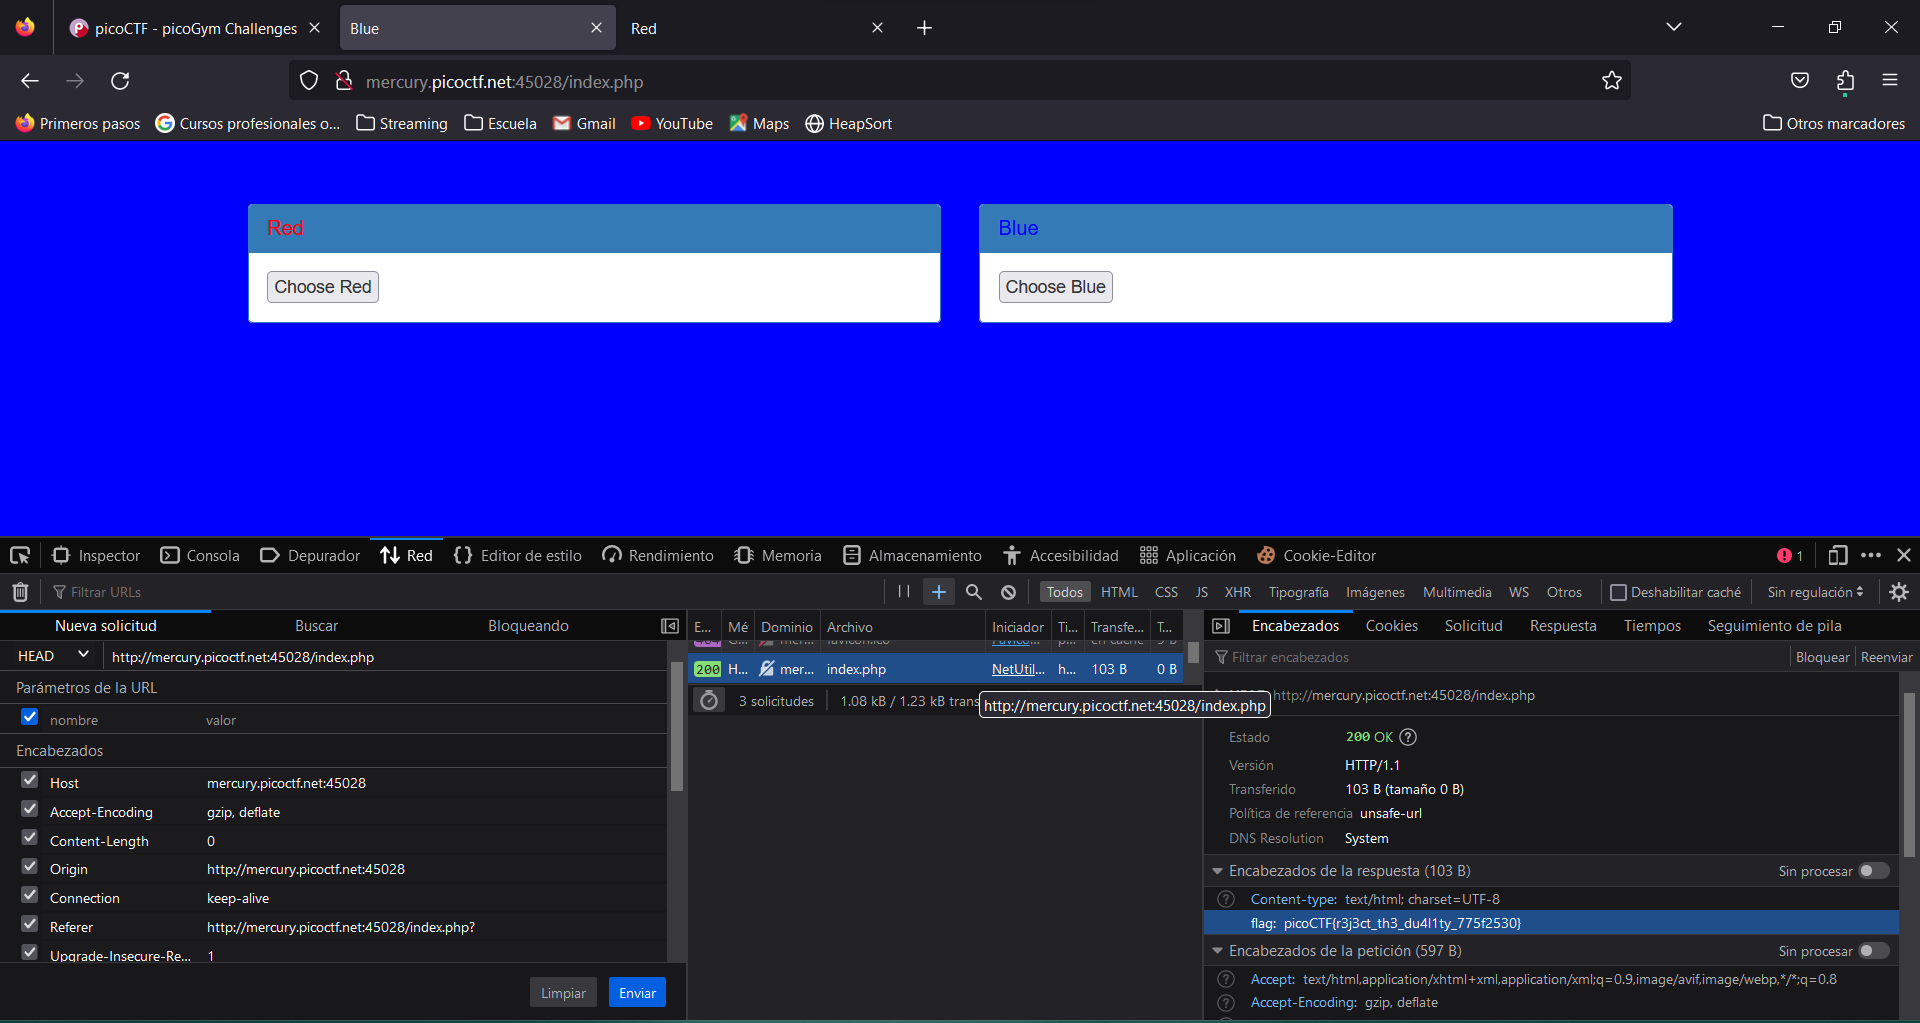 picoCTF - picoGym Challenges
Blue
Red
mercury.picoctf.net:45028/index.php
Primeros pasos
Cursos profesionales o...
Streaming
Escuela
Gmail
YouTube
Maps
HeapSort
Otros marcadores
Red
Choose Red
Blue
Choose Blue
Inspector
Consola
Depurador
Red
Editor de estilo
Rendimiento
Memoria
Almacenamiento
Accesibilidad
Aplicación
Cookie-Editor
1
Filtrar URLs
Todos
HTML
CSS
JS
XHR
Tipografía
Imágenes
Multimedia
WS
Otros
Deshabilitar caché
Sin regulación
Nueva solicitud
Buscar
Bloqueando
HEAD
http://mercury.picoctf.net:45028/index.php
Parámetros de la URL
nombre valor
Encabezados
Host mercury.picoctf.net:45028
Accept-Encoding gzip, deflate
Content-Length 0
Origin http://mercury.picoctf.net:45028
Connection keep-alive
Referer http://mercury.picoctf.net:45028/index.php?
Upgrade-Insecure-Re... 1
Limpiar
Enviar
E... Mé Dominio Archivo Iniciador Ti... Transfe... T...
200 H... mer... index.php NetUtil... h... 103 B 0 B
3 solicitudes 1.08 kB / 1.23 kB trans
http://mercury.picoctf.net:45028/index.php
Encabezados
Cookies
Solicitud
Respuesta
Tiempos
Seguimiento de pila
Filtrar encabezados
Bloquear
Reenviar
http://mercury.picoctf.net:45028/index.php
Estado 200 OK
Versión HTTP/1.1
Transferido 103 B (tamaño 0 B)
Política de referencia unsafe-url
DNS Resolution System
Encabezados de la respuesta (103 B) Sin procesar
Content-type: text/html; charset=UTF-8
flag: picoCTF{r3j3ct_th3_du4l1ty_775f2530}
Encabezados de la petición (597 B) Sin procesar
Accept: text/html,application/xhtml+xml,application/xml;q=0.9,image/avif,image/webp,*/*;q=0.8
Accept-Encoding: gzip, deflate